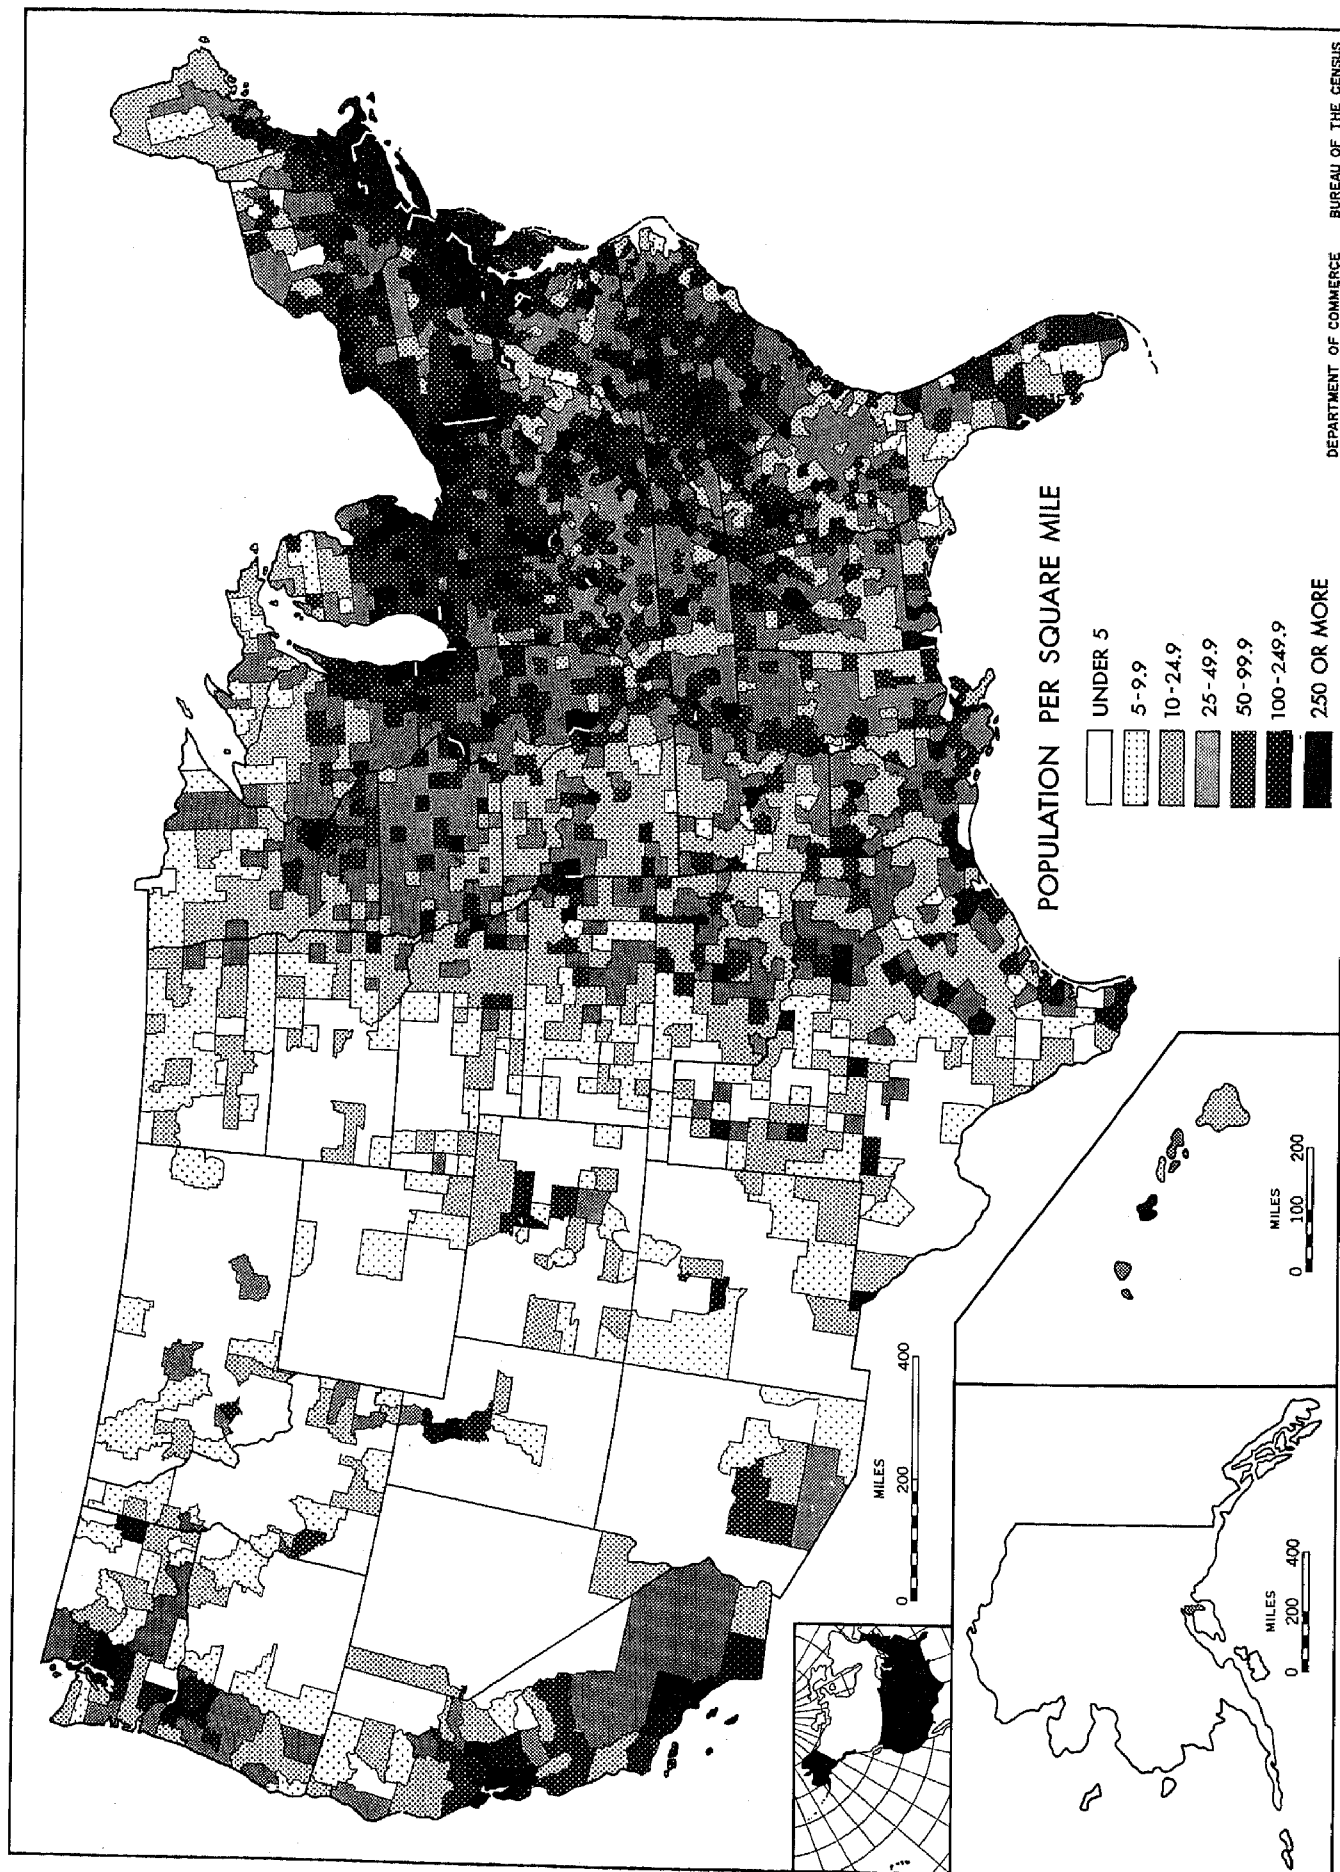 POPULATION PER SQUARE MILE
UNDER 5
5-9.9
10-24.9
25-49.9
50-99.9
100-249.9
250 OR MORE
MILES
0 200 400
MILES
0 200 400
MILES
0 100 200
DEPARTMENT OF COMMERCE BUREAU OF THE CENSUS